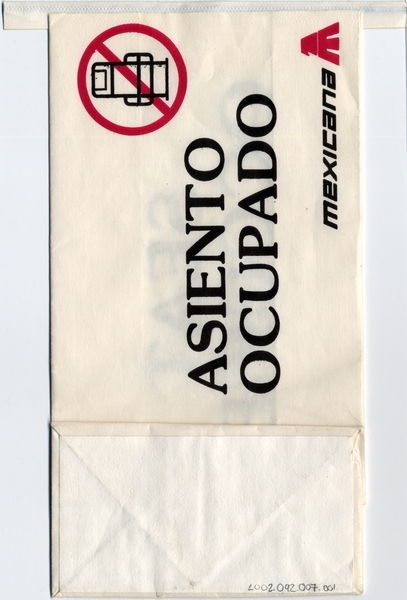 ASIENTO
OCUPADO
mexicana
2002.092.007.001